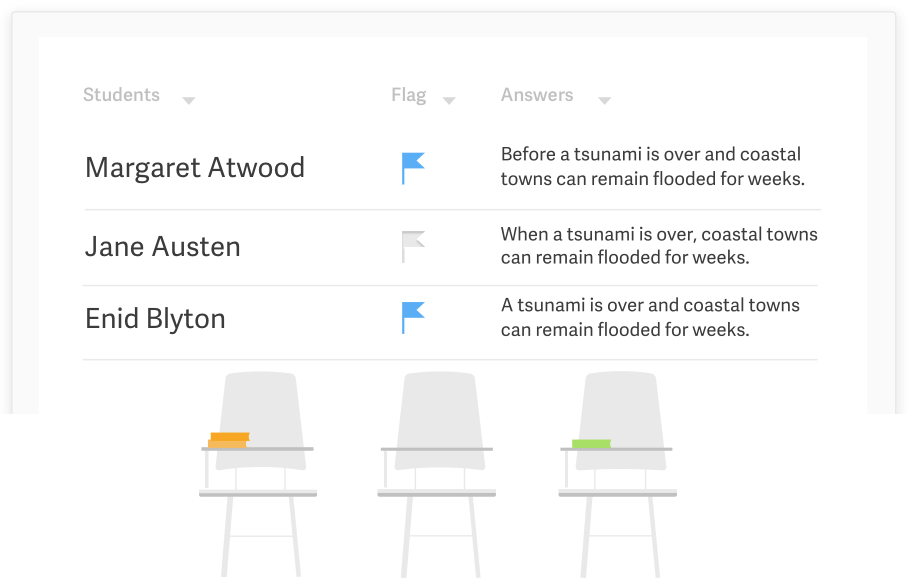 Students Flag Answers
Margaret Atwood
Before a tsunami is over and coastal
towns can remain flooded for weeks.
Jane Austen
When a tsunami is over, coastal towns
can remain flooded for weeks.
Enid Blyton
A tsunami is over and coastal towns
can remain flooded for weeks.